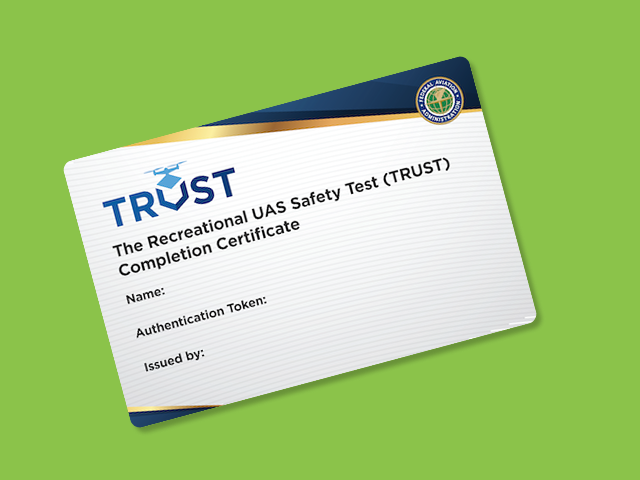 FEDERAL AVIATION
ADMINISTRATION
TRUST
The Recreational UAS Safety Test (TRUST)
Completion Certificate
Name:
Authentication Token:
Issued by: